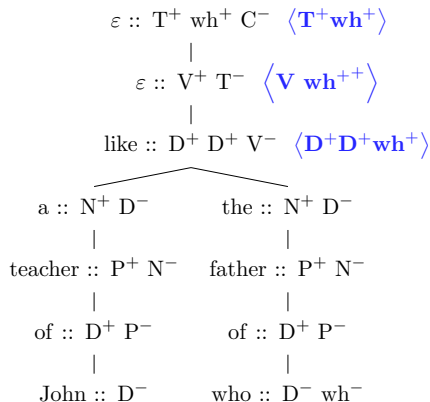 ε :: T⁺ wh⁺ C⁻ ⟨T⁺wh⁺⟩
ε :: V⁺ T⁻ ⟨V wh⁺⁺⟩
like :: D⁺ D⁺ V⁻ ⟨D⁺D⁺wh⁺⟩
a :: N⁺ D⁻ the :: N⁺ D⁻
teacher :: P⁺ N⁻ father :: P⁺ N⁻
of :: D⁺ P⁻ of :: D⁺ P⁻
John :: D⁻ who :: D⁻ wh⁻